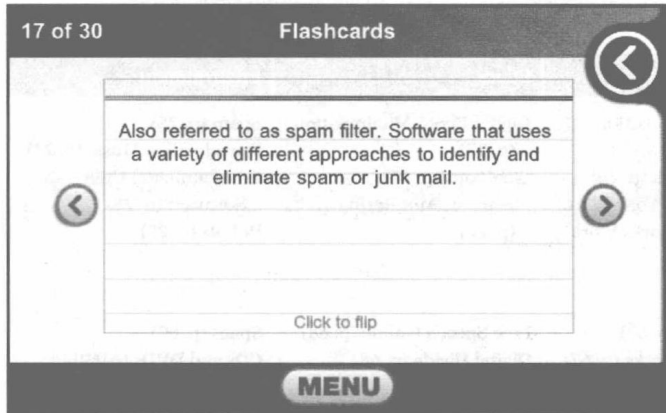 17 of 30
Flashcards
Also referred to as spam filter. Software that uses
a variety of different approaches to identify and
eliminate spam or junk mail.
Click to flip
MENU